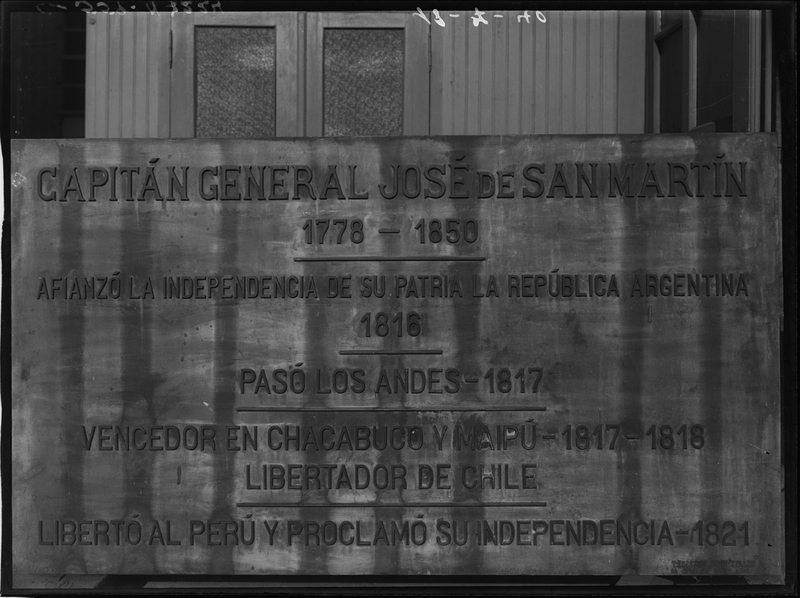 CAPITÁN GENERAL JOSÉ DE SAN MARTÍN
1778 — 1850
AFIANZÓ LA INDEPENDENCIA DE SU PATRIA LA REPÚBLICA ARGENTINA
1816
PASÓ LOS ANDES - 1817
VENCEDOR EN CHACABUCO Y MAIPÚ - 1817 - 1818
LIBERTADOR DE CHILE
LIBERTÓ AL PERÚ Y PROCLAMÓ SU INDEPENDENCIA - 1821